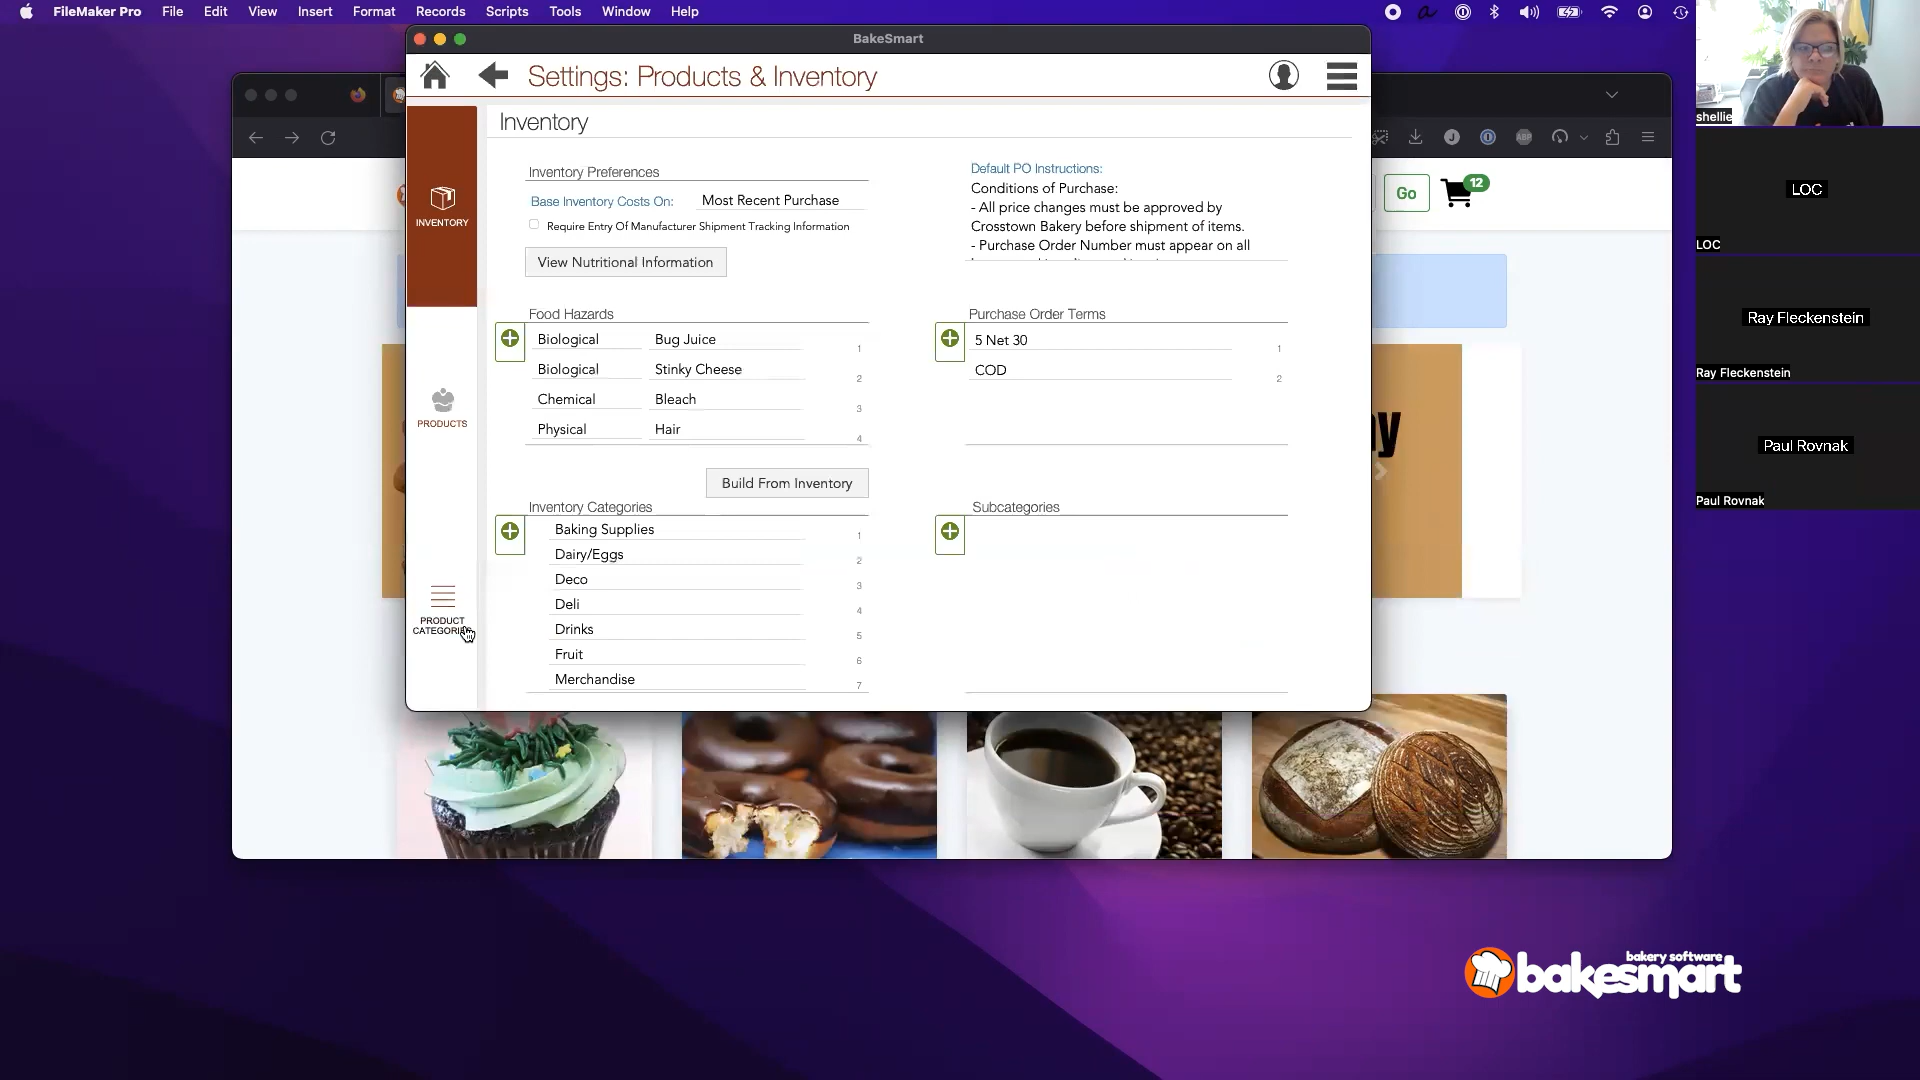 FileMaker Pro File Edit View Insert Format Records Scripts Tools Window Help
BakeSmart
Settings: Products & Inventory
INVENTORY
PRODUCTS
PRODUCT
Inventory
Inventory Preferences
Base Inventory Costs On: Most Recent Purchase
Require Entry Of Manufacturer Shipment Tracking Information
View Nutritional Information
Default PO Instructions:
Conditions of Purchase:
- All price changes must be approved by
Crosstown Bakery before shipment of items.
- Purchase Order Number must appear on all
Food Hazards
Biological Bug Juice 1
Biological Stinky Cheese 2
Chemical Bleach 3
Physical Hair 4
Purchase Order Terms
5 Net 30 1
COD 2
Build From Inventory
Inventory Categories
Baking Supplies 1
Dairy/Eggs 2
Deco 3
Deli 4
Drinks 5
Fruit 6
Merchandise 7
Subcategories
Go
12
ABP
ay
shellie
LOC
LOC
Ray Fleckenstein
Ray Fleckenstein
Paul Rovnak
Paul Rovnak
bakery software
bakesmart